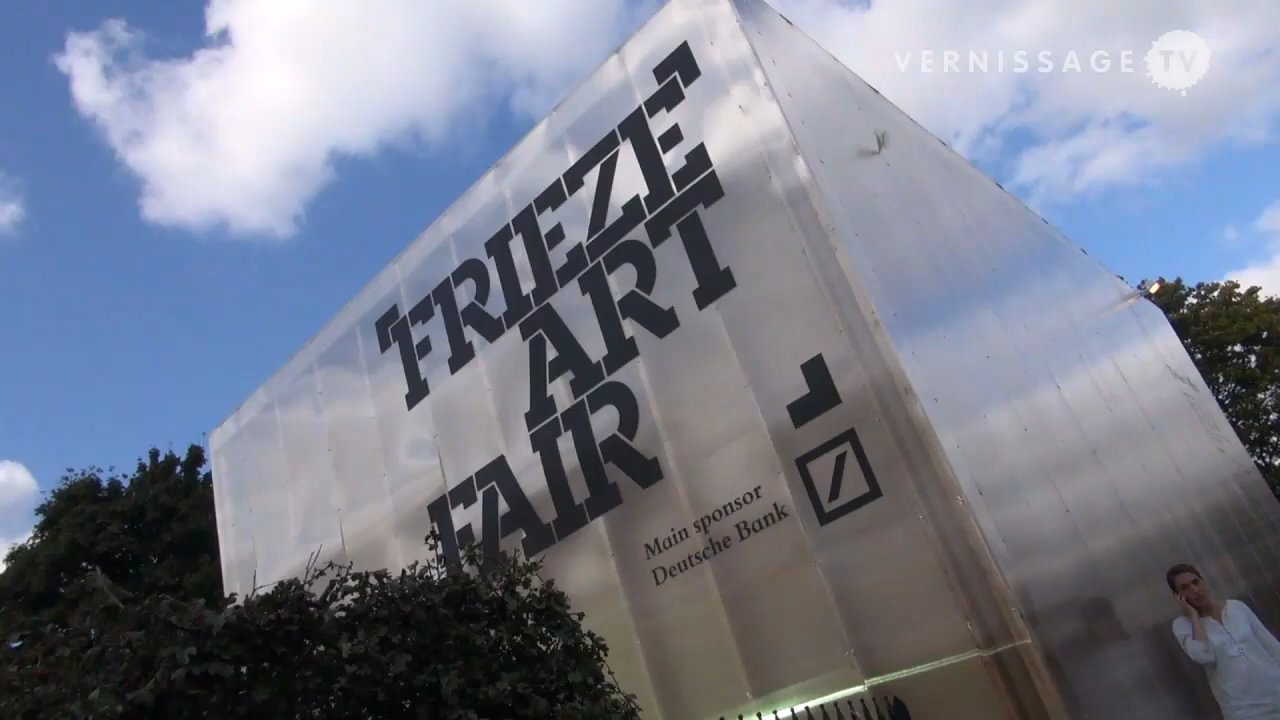 VERNISSAGE TV
FRIEZE
ART
FAIR
Main sponsor
Deutsche Bank